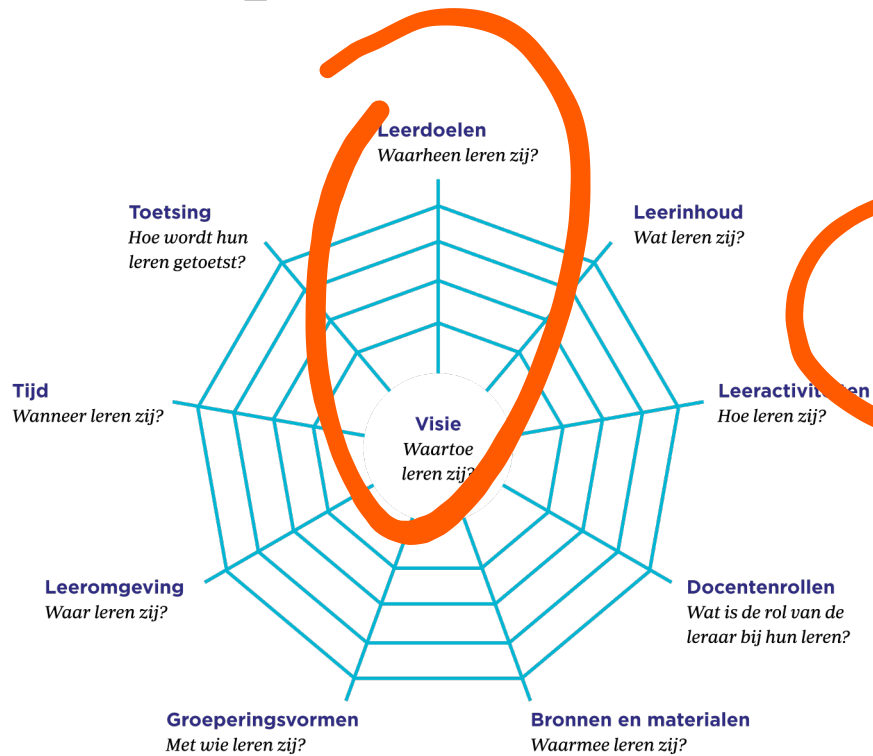 Leerdoelen
Waarheen leren zij?
Toetsing
Hoe wordt hun
leren getoetst?
Leerinhoud
Wat leren zij?
Tijd
Wanneer leren zij?
Visie
Waartoe
leren zij?
Leeractiviteiten
Hoe leren zij?
Leeromgeving
Waar leren zij?
Docentenrollen
Wat is de rol van de
leraar bij hun leren?
Groeperingsvormen
Met wie leren zij?
Bronnen en materialen
Waarmee leren zij?